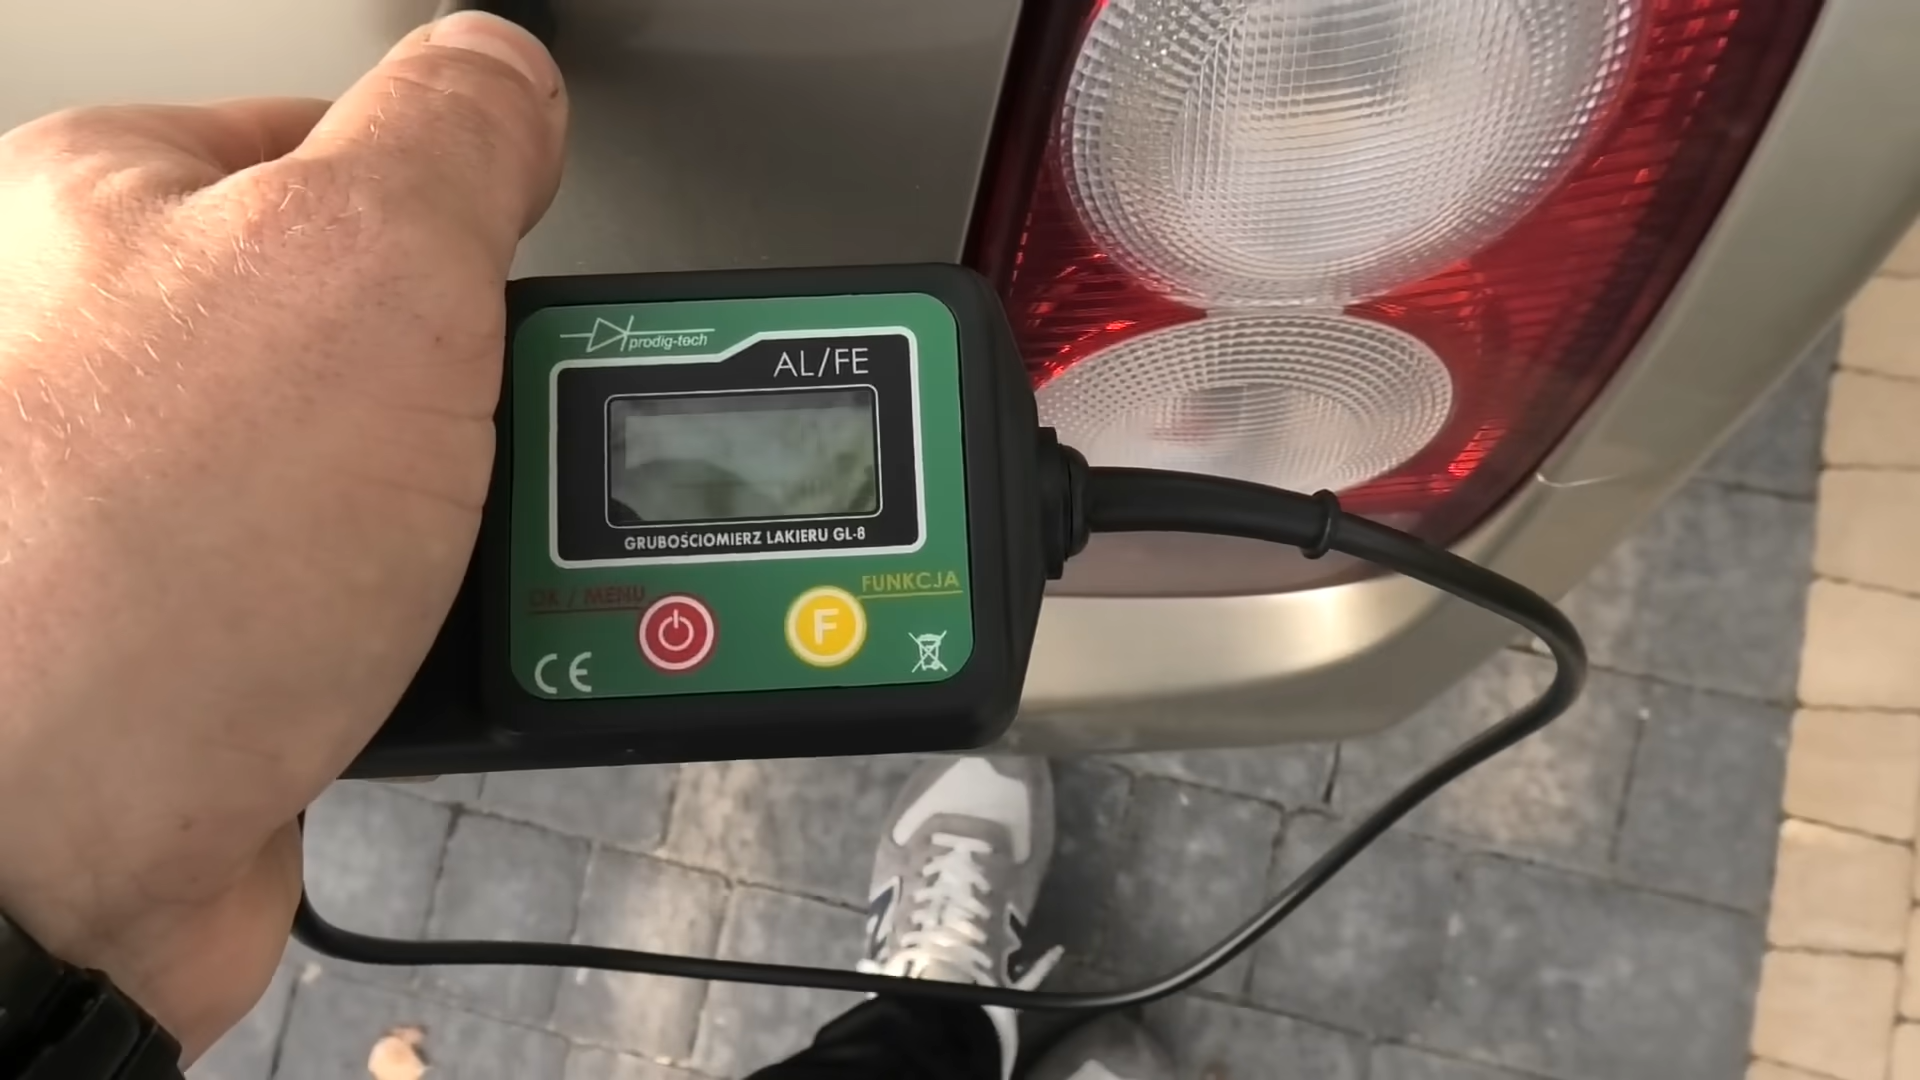 prodig-tech
AL/FE
GRUBOŚCIOMIERZ LAKIERU GL-8
OK / MENU
FUNKCJA
F
CE